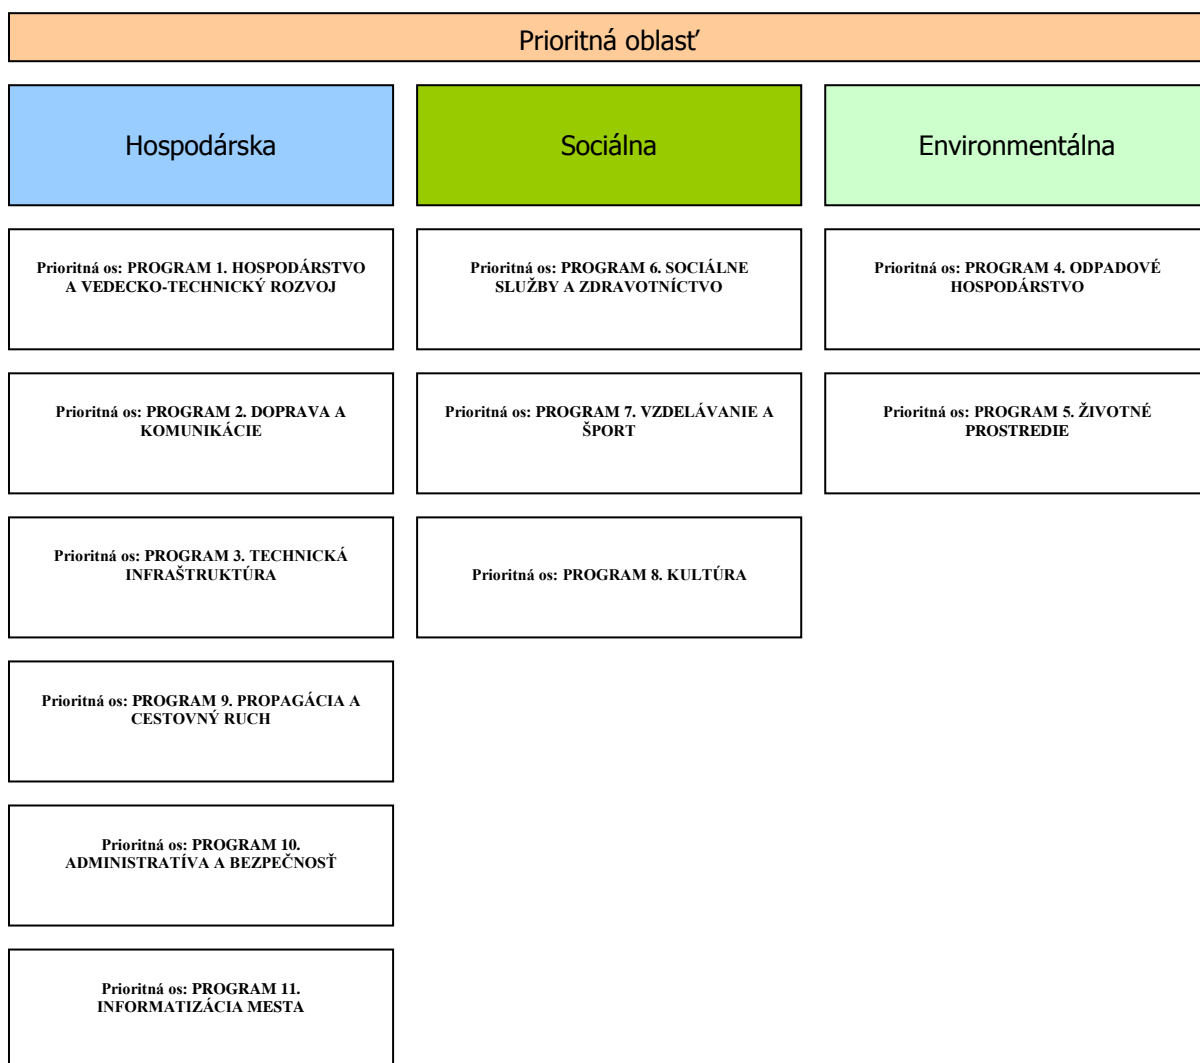 Prioritná oblasť
Hospodárska
Sociálna
Environmentálna
Prioritná os: PROGRAM 1. HOSPODÁRSTVO
A VEDECKO-TECHNICKÝ ROZVOJ
Prioritná os: PROGRAM 6. SOCIÁLNE
SLUŽBY A ZDRAVOTNÍCTVO
Prioritná os: PROGRAM 4. ODPADOVÉ
HOSPODÁRSTVO
Prioritná os: PROGRAM 2. DOPRAVA A
KOMUNIKÁCIE
Prioritná os: PROGRAM 7. VZDELÁVANIE A
ŠPORT
Prioritná os: PROGRAM 5. ŽIVOTNÉ
PROSTREDIE
Prioritná os: PROGRAM 3. TECHNICKÁ
INFRAŠTRUKTÚRA
Prioritná os: PROGRAM 8. KULTÚRA
Prioritná os: PROGRAM 9. PROPAGÁCIA A
CESTOVNÝ RUCH
Prioritná os: PROGRAM 10.
ADMINISTRATÍVA A BEZPEČNOSŤ
Prioritná os: PROGRAM 11.
INFORMATIZÁCIA MESTA